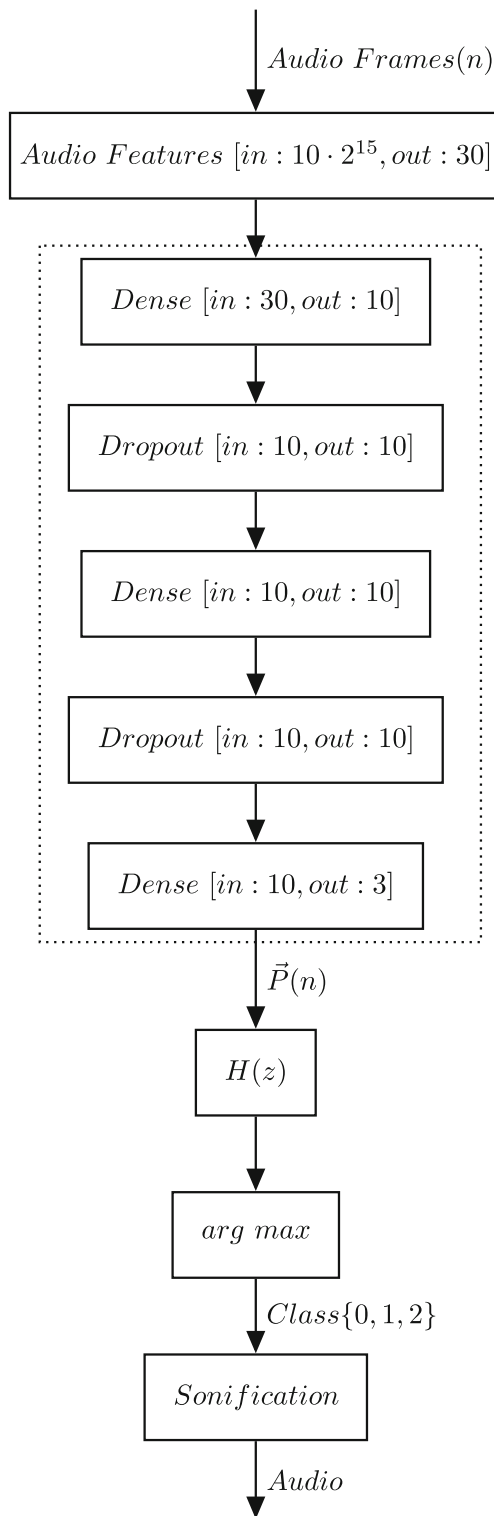 Audio Frames(n)
Audio Features [in : 10 · 2^15, out : 30]
Dense [in : 30, out : 10]
Dropout [in : 10, out : 10]
Dense [in : 10, out : 10]
Dropout [in : 10, out : 10]
Dense [in : 10, out : 3]
P⃗(n)
H(z)
arg max
Class{0, 1, 2}
Sonification
Audio